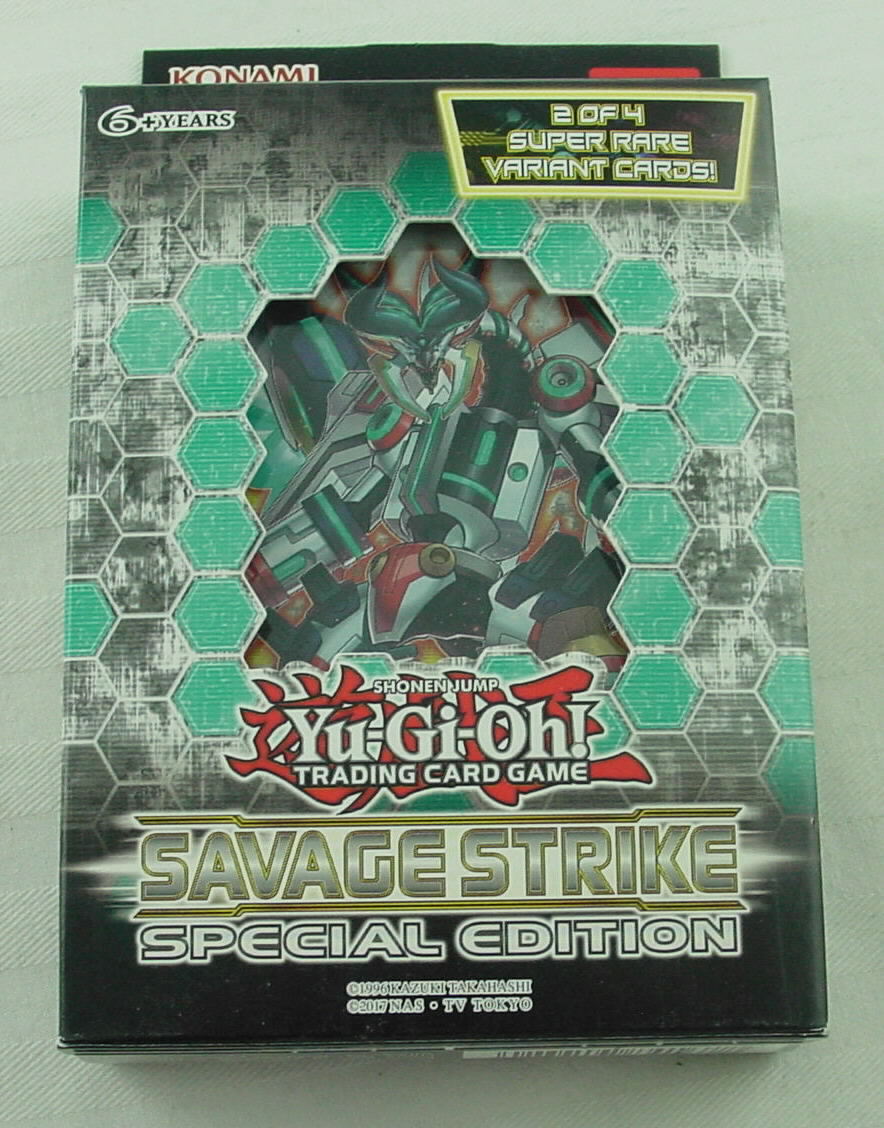 KONAMI
6+YEARS
2 OF 4
SUPER RARE
VARIANT CARDS!
SHONEN JUMP
Yu-Gi-Oh!
TRADING CARD GAME
SAVAGE STRIKE
SPECIAL EDITION
©1996 KAZUKI TAKAHASHI
©2017 NAS • TV TOKYO